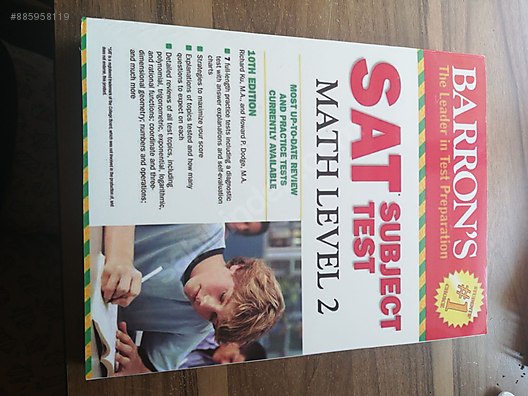 #885958119
BARRON'S
The Leader in Test Preparation
STUDENTS'
#1
CHOICE
SAT SUBJECT
TEST
MATH LEVEL 2
MOST UP-TO-DATE REVIEW
AND PRACTICE TESTS
CURRENTLY AVAILABLE
10TH EDITION
Richard Ku, M.A., and Howard P. Dodge, M.A.
7 full-length practice tests including a diagnostic
test with answer explanations and self-evaluation
charts
Strategies to maximize your score
Explanations of topics tested and how many
questions to expect on each
Detailed reviews of all test topics, including
polynomial, trigonometric, exponential, logarithmic,
and rational functions; coordinate and three-
dimensional geometry; numbers and operations;
and much more